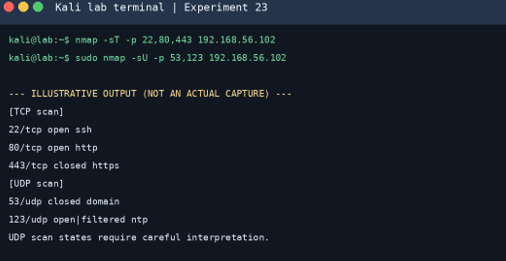 Kali lab terminal | Experiment 23
kali@lab:~$ nmap -sT -p 22,80,443 192.168.56.102
kali@lab:~$ sudo nmap -sU -p 53,123 192.168.56.102
--- ILLUSTRATIVE OUTPUT (NOT AN ACTUAL CAPTURE) ---
[TCP scan]
22/tcp open ssh
80/tcp open http
443/tcp closed https
[UDP scan]
53/udp closed domain
123/udp open|filtered ntp
UDP scan states require careful interpretation.